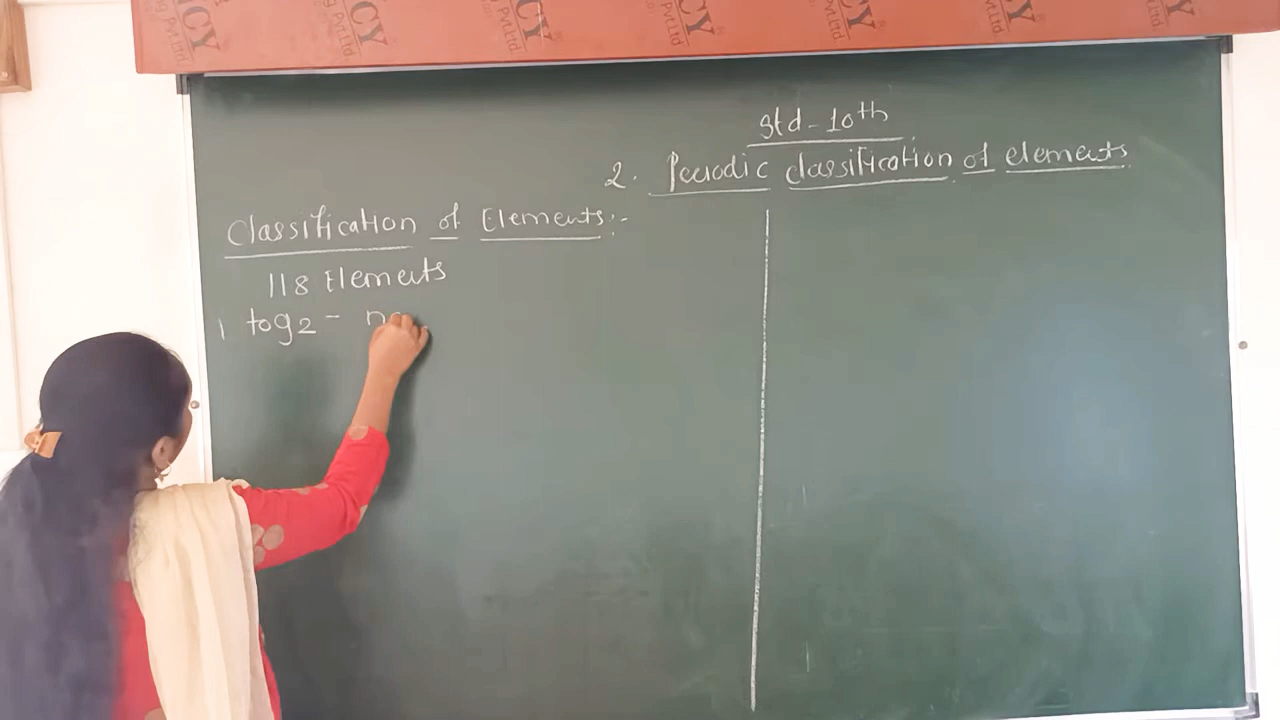 Std - 10th
2. Periodic classification of elements
Classification of Elements:-
118 Elements
1 to 92 -